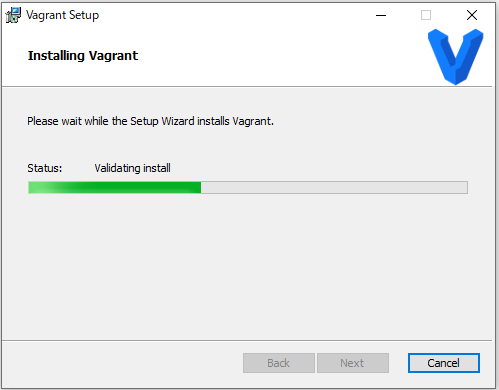 Vagrant Setup
Installing Vagrant
Please wait while the Setup Wizard installs Vagrant.
Status: Validating install
Back Next Cancel